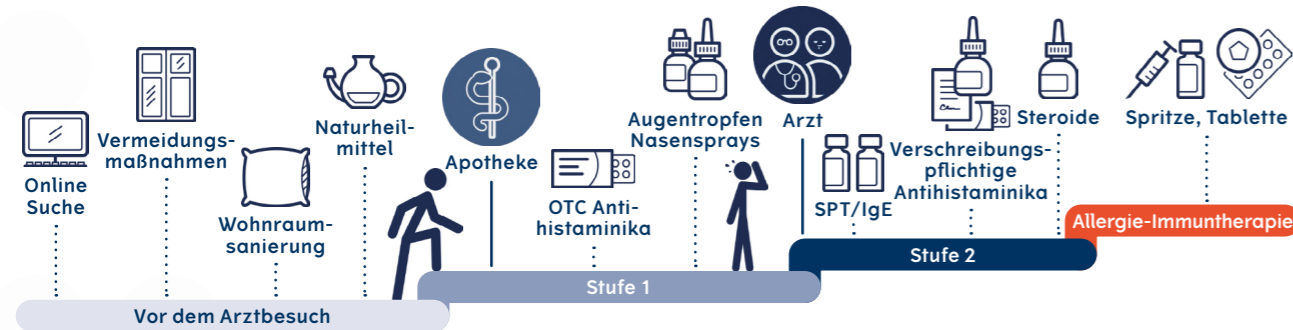 Online
Suche
Vermeidungs-
maßnahmen
Wohnraum-
sanierung
Naturheil-
mittel
Apotheke
OTC Anti-
histaminika
Augentropfen
Nasensprays
Arzt
SPT/IgE
Verschreibungs-
pflichtige
Antihistaminika
Steroide
Spritze, Tablette
Vor dem Arztbesuch
Stufe 1
Stufe 2
Allergie-Immuntherapie